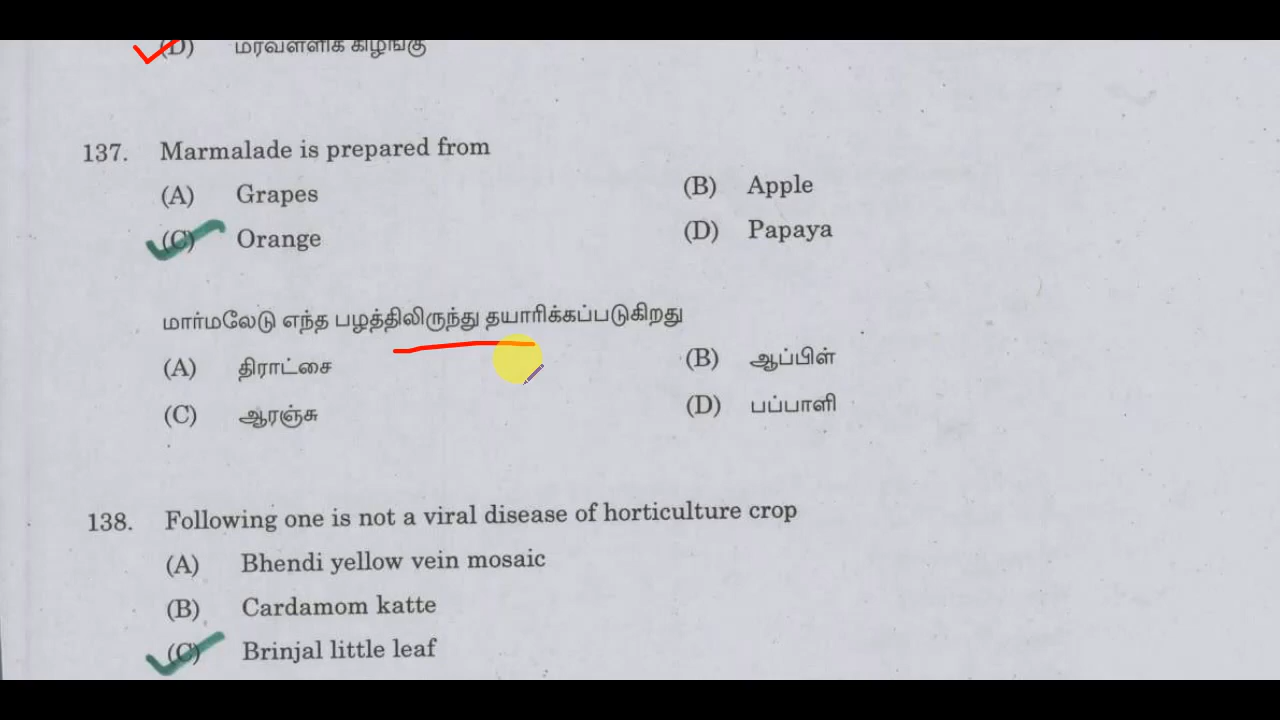 (D) மரவள்ளிக் கிழங்கு
137. Marmalade is prepared from
(A) Grapes (B) Apple
(C) Orange (D) Papaya
மார்மலேடு எந்த பழத்திலிருந்து தயாரிக்கப்படுகிறது
(A) திராட்சை (B) ஆப்பிள்
(C) ஆரஞ்சு (D) பப்பாளி
138. Following one is not a viral disease of horticulture crop
(A) Bhendi yellow vein mosaic
(B) Cardamom katte
(C) Brinjal little leaf